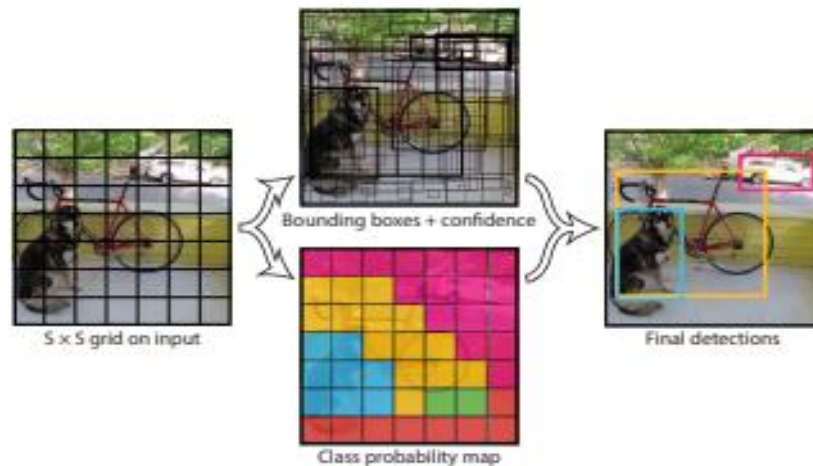 Bounding boxes + confidence
S × S grid on input
Final detections
Class probability map